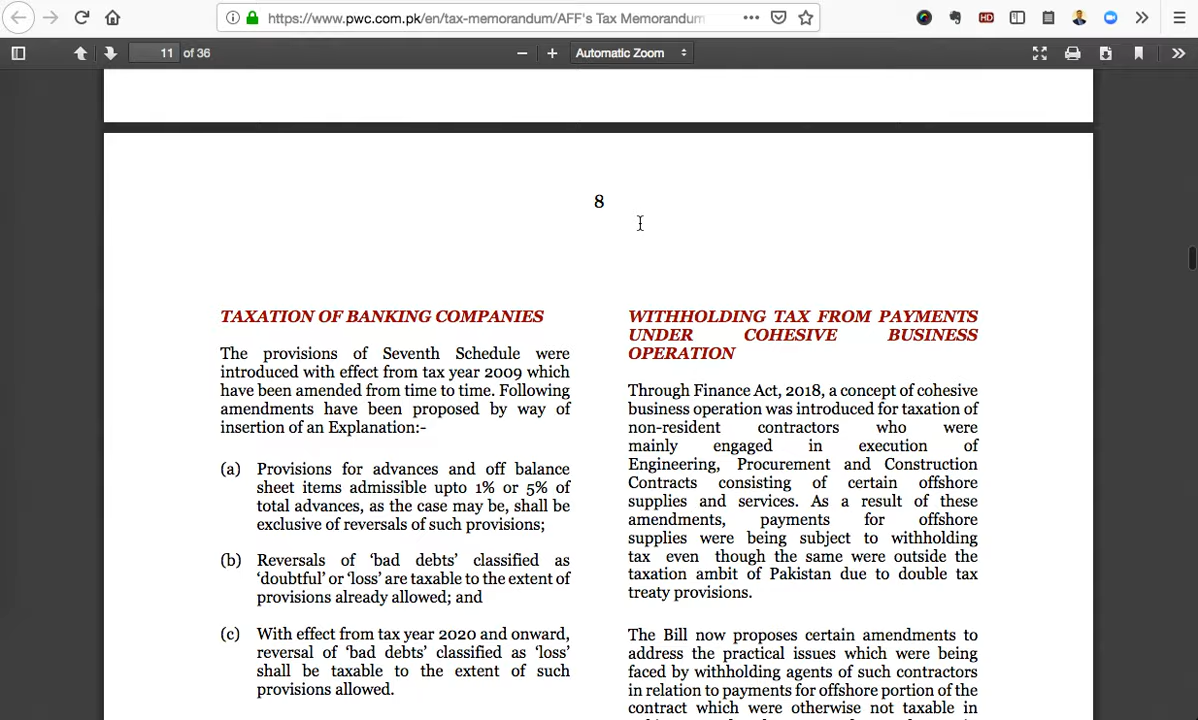 https://www.pwc.com.pk/en/tax-memorandum/AFF's Tax Memorandum
HD
11 of 36
Automatic Zoom
8
TAXATION OF BANKING COMPANIES
The provisions of Seventh Schedule were
introduced with effect from tax year 2009 which
have been amended from time to time. Following
amendments have been proposed by way of
insertion of an Explanation:-
(a) Provisions for advances and off balance
sheet items admissible upto 1% or 5% of
total advances, as the case may be, shall be
exclusive of reversals of such provisions;
(b) Reversals of 'bad debts' classified as
'doubtful' or 'loss' are taxable to the extent of
provisions already allowed; and
(c) With effect from tax year 2020 and onward,
reversal of 'bad debts' classified as 'loss'
shall be taxable to the extent of such
provisions allowed.
WITHHOLDING TAX FROM PAYMENTS
UNDER COHESIVE BUSINESS
OPERATION
Through Finance Act, 2018, a concept of cohesive
business operation was introduced for taxation of
non-resident contractors who were
mainly engaged in execution of
Engineering, Procurement and Construction
Contracts consisting of certain offshore
supplies and services. As a result of these
amendments, payments for offshore
supplies were being subject to withholding
tax even though the same were outside the
taxation ambit of Pakistan due to double tax
treaty provisions.
The Bill now proposes certain amendments to
address the practical issues which were being
faced by withholding agents of such contractors
in relation to payments for offshore portion of the
contract which were otherwise not taxable in